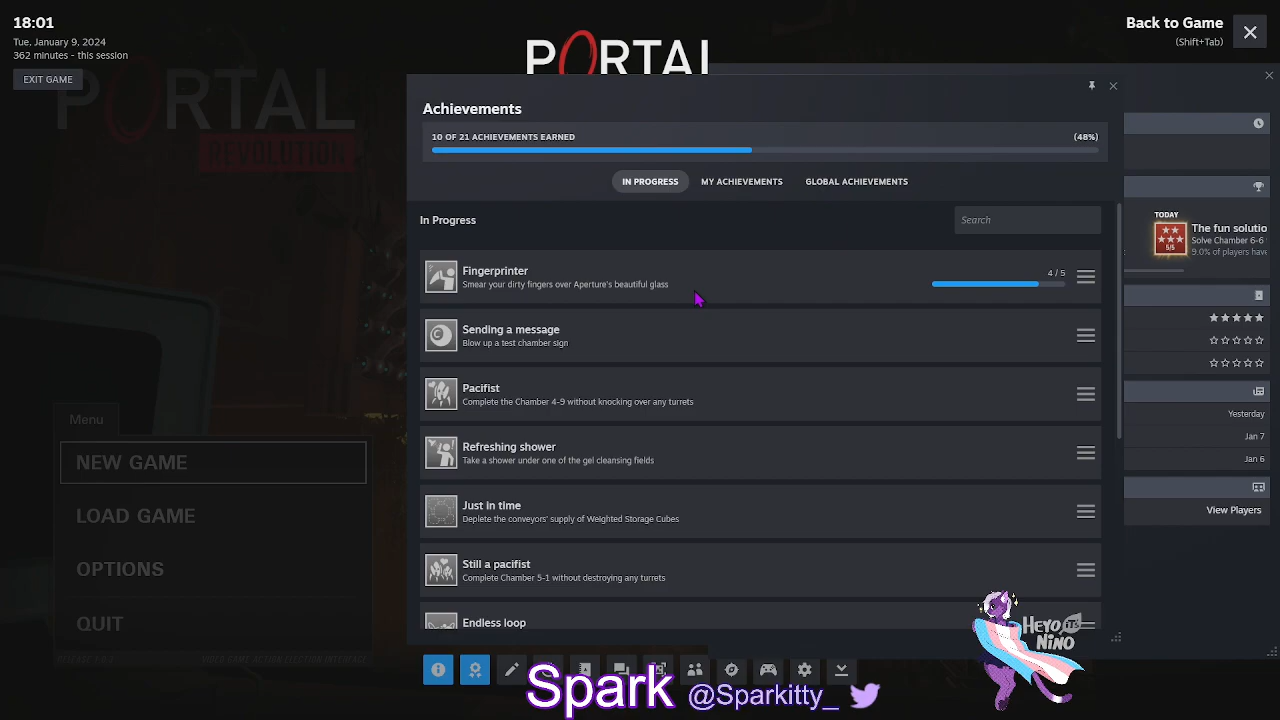 18:01
Tue, January 9, 2024
362 minutes - this session
EXIT GAME
PORTAL
Back to Game
(Shift+Tab)
PORTAL
REVOLUTION
Achievements
10 OF 21 ACHIEVEMENTS EARNED
(48%)
IN PROGRESS
MY ACHIEVEMENTS
GLOBAL ACHIEVEMENTS
In Progress
Search
Fingerprinter
Smear your dirty fingers over Aperture's beautiful glass
4 / 5
Sending a message
Blow up a test chamber sign
Pacifist
Complete the Chamber 4-9 without knocking over any turrets
Refreshing shower
Take a shower under one of the gel cleansing fields
Just in time
Deplete the conveyors' supply of Weighted Storage Cubes
Still a pacifist
Complete Chamber 5-1 without destroying any turrets
Endless loop
TODAY
5/5
The fun solutio
Solve Chamber 6-6
9.0% of players have
Yesterday
Jan 7
Jan 6
View Players
Menu
NEW GAME
LOAD GAME
OPTIONS
QUIT
HEYO
ITS
NINO
Spark @Sparkitty_